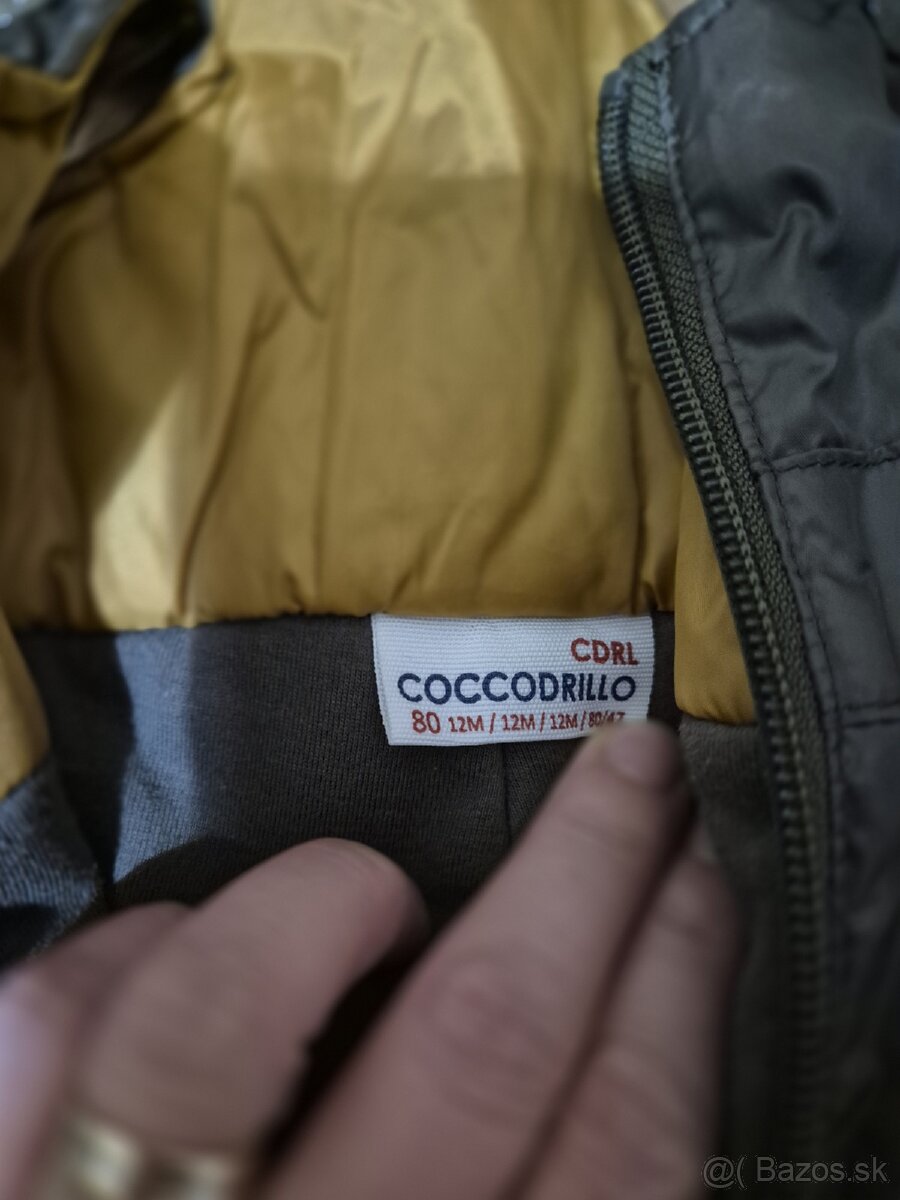 CDRL
COCCODRILLO
80 12M / 12M / 12M / 80/47
@( Bazos.sk